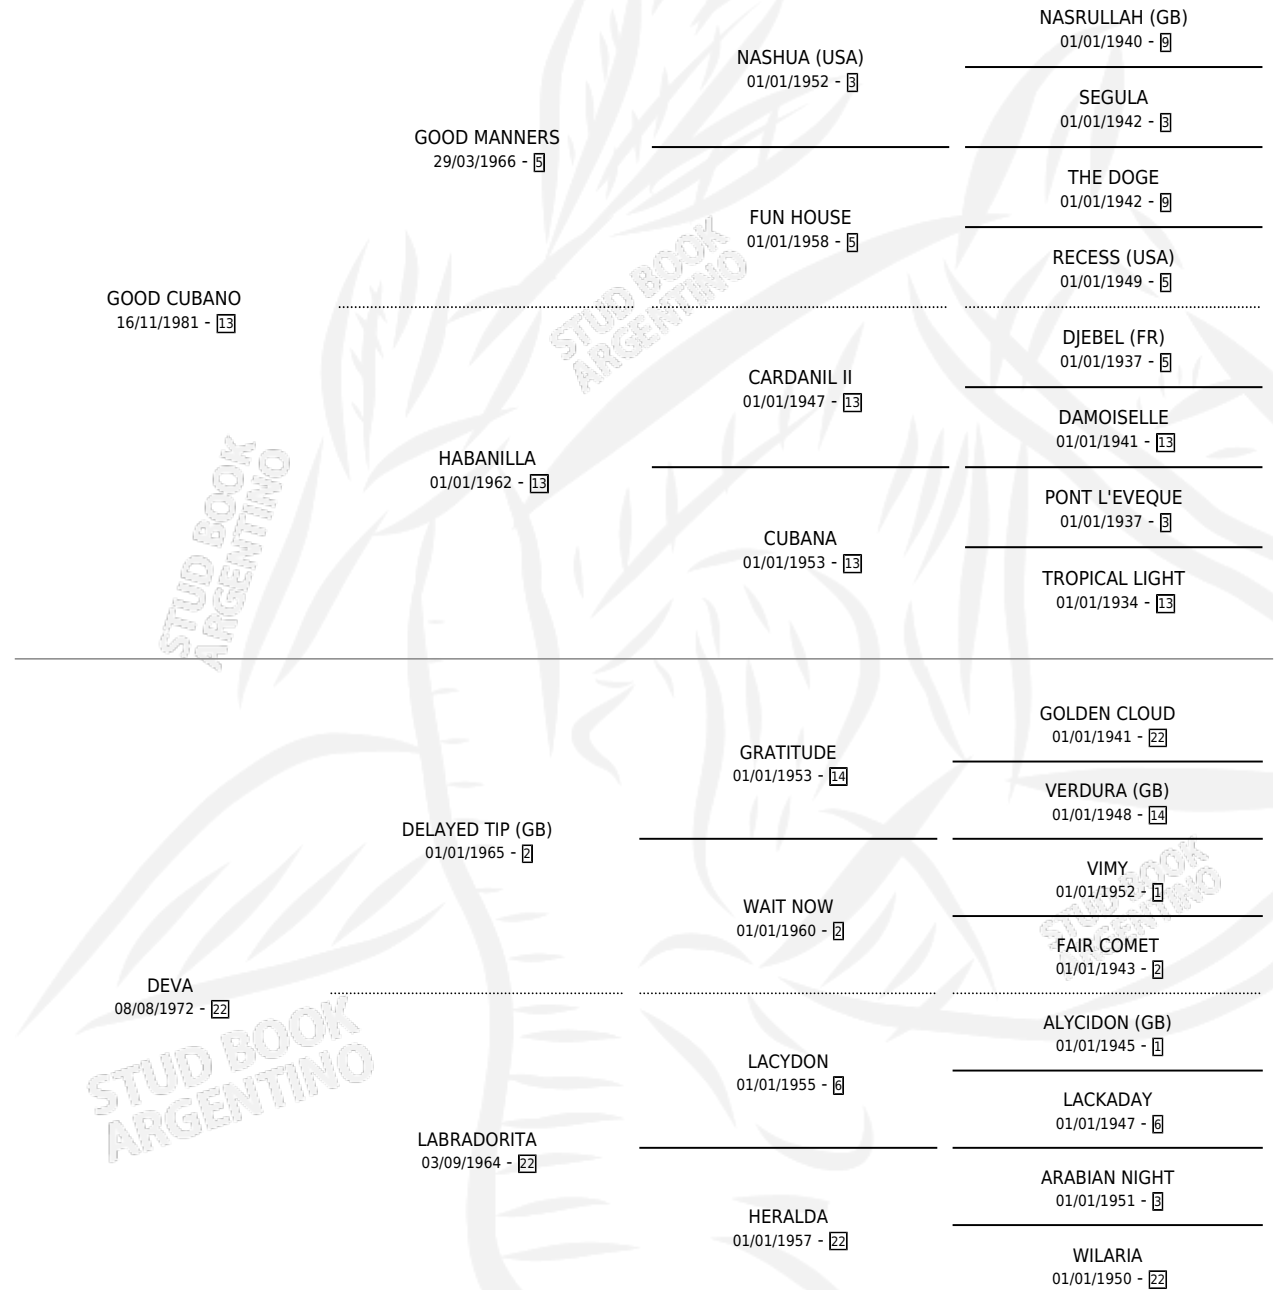 NASRULLAH (GB)
01/01/1940 - 9
NASHUA (USA)
01/01/1952 - 3
SEGULA
01/01/1942 - 3
GOOD MANNERS
29/03/1966 - 5
THE DOGE
01/01/1942 - 9
FUN HOUSE
01/01/1958 - 5
RECESS (USA)
01/01/1949 - 5
GOOD CUBANO
16/11/1981 - 13
STUD BOOK
ARGENTINO
DJEBEL (FR)
01/01/1937 - 5
CARDANIL II
01/01/1947 - 13
DAMOISELLE
01/01/1941 - 13
HABANILLA
01/01/1962 - 13
PONT L'EVEQUE
01/01/1937 - 3
CUBANA
01/01/1953 - 13
TROPICAL LIGHT
01/01/1934 - 13
STUD BOOK
ARGENTINO
GOLDEN CLOUD
01/01/1941 - 22
GRATITUDE
01/01/1953 - 14
VERDURA (GB)
01/01/1948 - 14
DELAYED TIP (GB)
01/01/1965 - 2
VIMY
01/01/1952 - 1
WAIT NOW
01/01/1960 - 2
STUD BOOK
ARGENTINO
FAIR COMET
01/01/1943 - 2
DEVA
08/08/1972 - 22
STUD BOOK
ARGENTINO
ALYCIDON (GB)
01/01/1945 - 1
LACYDON
01/01/1955 - 6
LACKADAY
01/01/1947 - 6
LABRADORITA
03/09/1964 - 22
ARABIAN NIGHT
01/01/1951 - 3
HERALDA
01/01/1957 - 22
WILARIA
01/01/1950 - 22